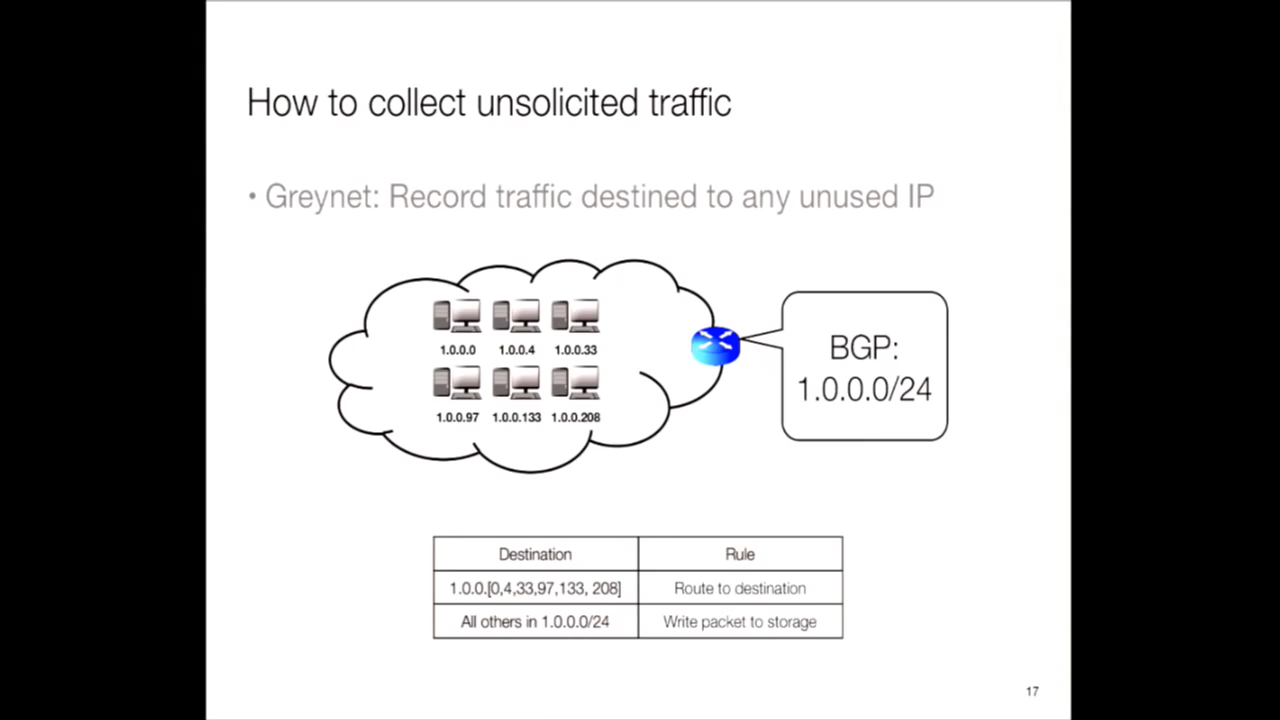 How to collect unsolicited traffic
• Greynet: Record traffic destined to any unused IP
1.0.0.0 1.0.0.4 1.0.0.33
1.0.0.97 1.0.0.133 1.0.0.208
BGP:
1.0.0.0/24
Destination Rule
1.0.0.[0,4,33,97,133, 208] Route to destination
All others in 1.0.0.0/24 Write packet to storage
17